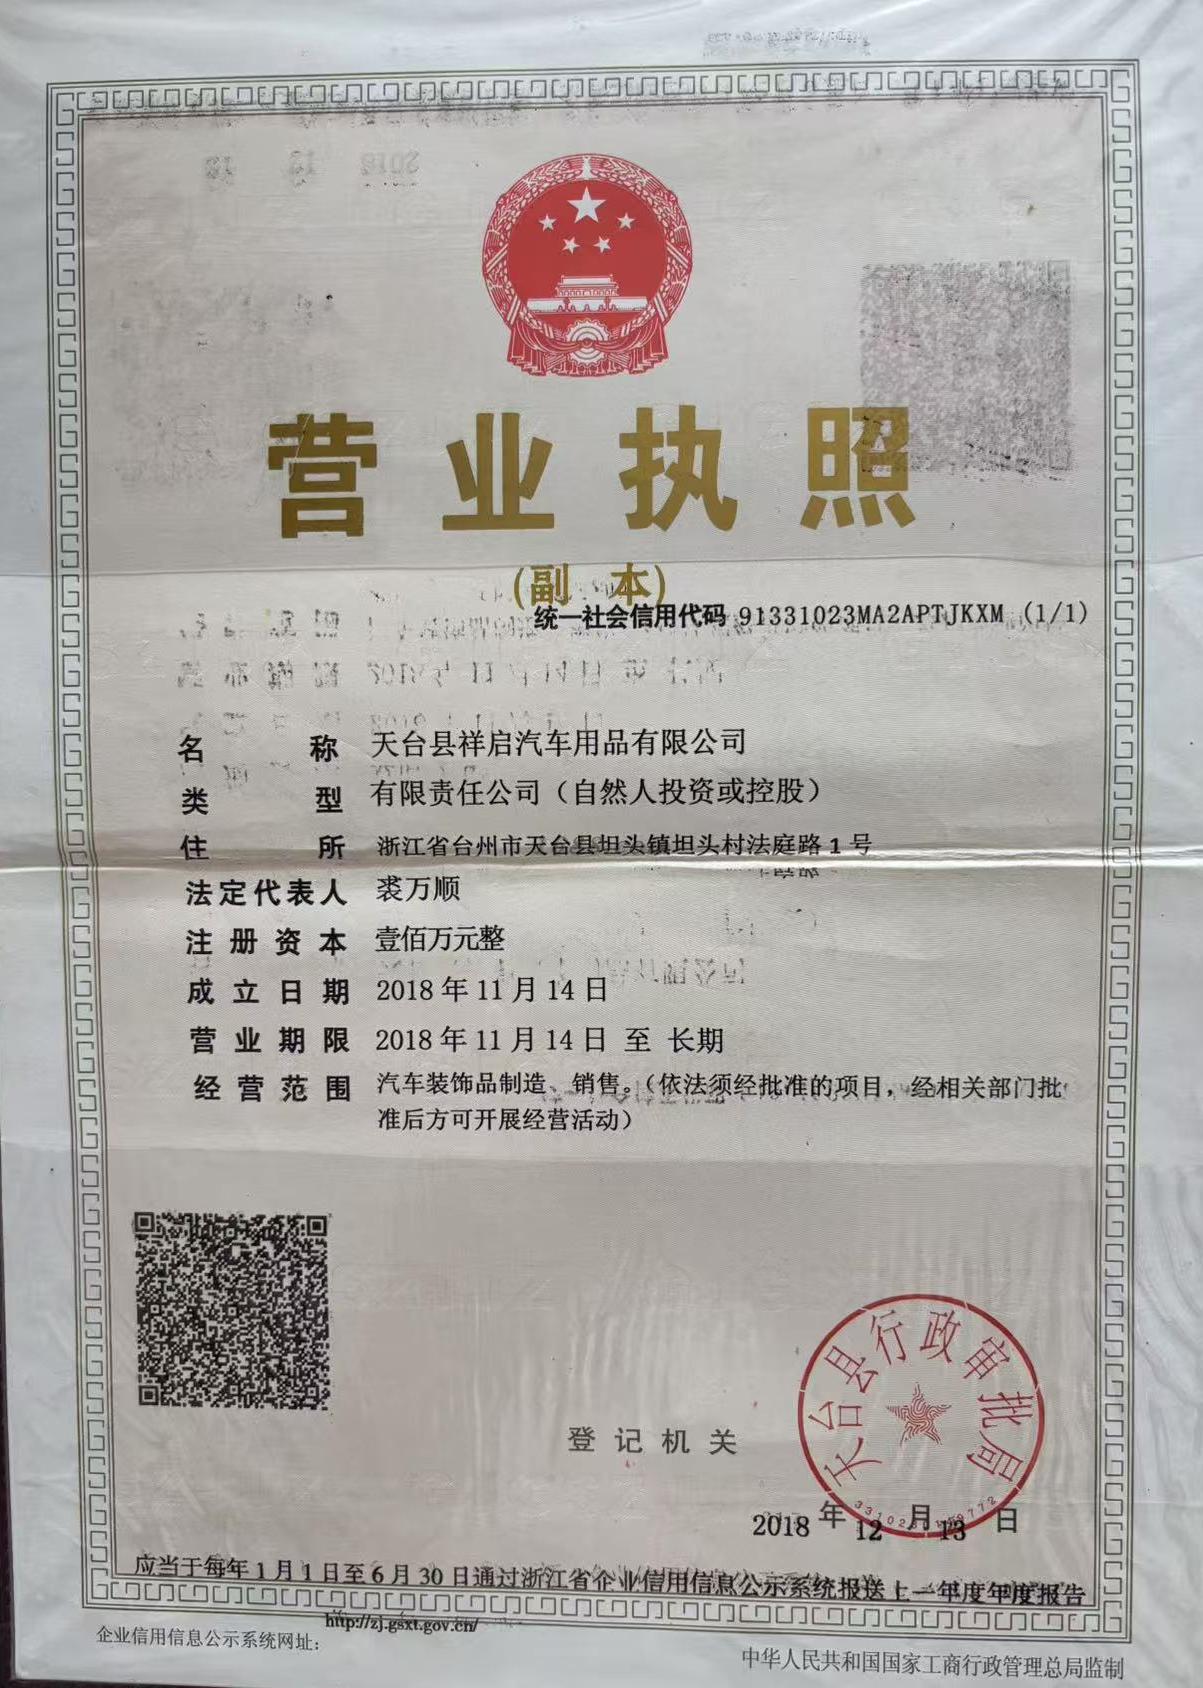 营业执照
(副 本)
统一社会信用代码 91331023MA2APTJKXM (1/1)
名称 天台县祥启汽车用品有限公司
类型 有限责任公司（自然人投资或控股）
住所 浙江省台州市天台县坦头镇坦头村法庭路1号
法定代表人 裘万顺
注册资本 壹佰万元整
成立日期 2018年11月14日
营业期限 2018年11月14日 至 长期
经营范围 汽车装饰品制造、销售。（依法须经批准的项目，经相关部门批
准后方可开展经营活动）
天台县行政审批局
登记机关
2018年12月13日
应当于每年1月1日至6月30日通过浙江省企业信用信息公示系统报送上一年度年度报告
http://zj.gsxt.gov.cn/
企业信用信息公示系统网址：
中华人民共和国国家工商行政管理总局监制